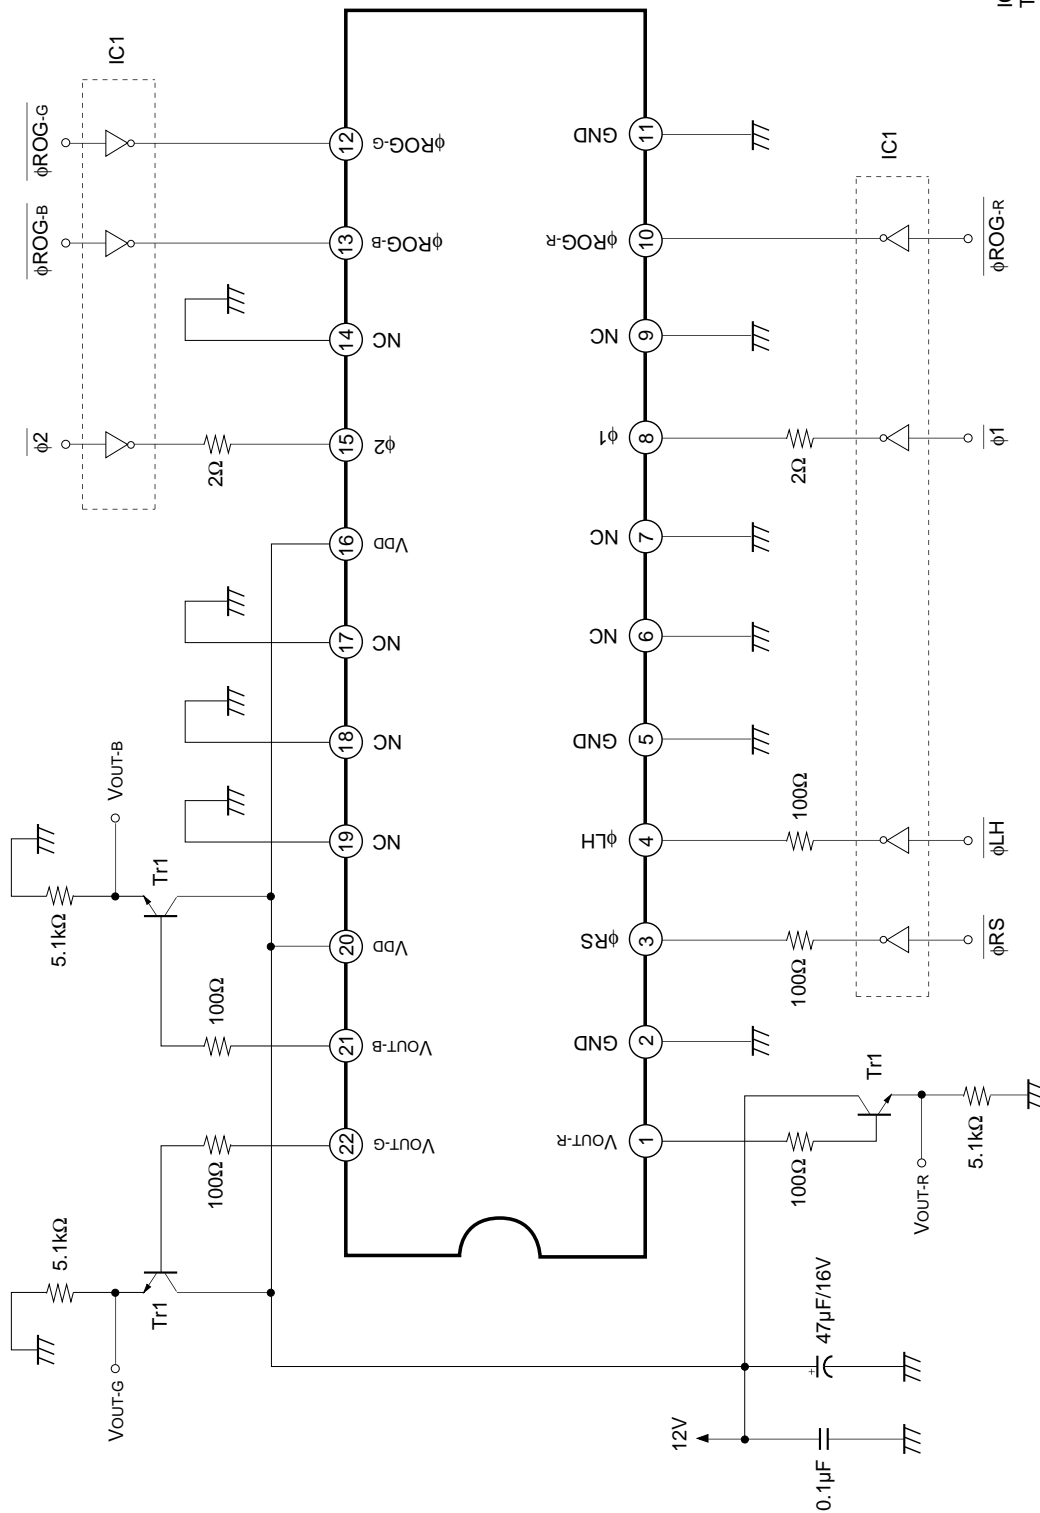 φ2
φROG-B
φROG-G
5.1kΩ
5.1kΩ
VOUT-G
VOUT-B
IC1
Tr1
Tr1
100Ω
100Ω
2Ω
22
21
20
19
18
17
16
15
14
13
12
VOUT-G
VOUT-B
VDD
NC
NC
NC
VDD
φ2
NC
φROG-B
φROG-G
VOUT-R
GND
φRS
φLH
GND
NC
NC
φ1
NC
φROG-R
GND
1
2
3
4
5
6
7
8
9
10
11
12V
100Ω
100Ω
100Ω
2Ω
0.1μF
47μF/16V
Tr1
IC1
VOUT-R
5.1kΩ
φRS
φLH
φ1
φROG-R